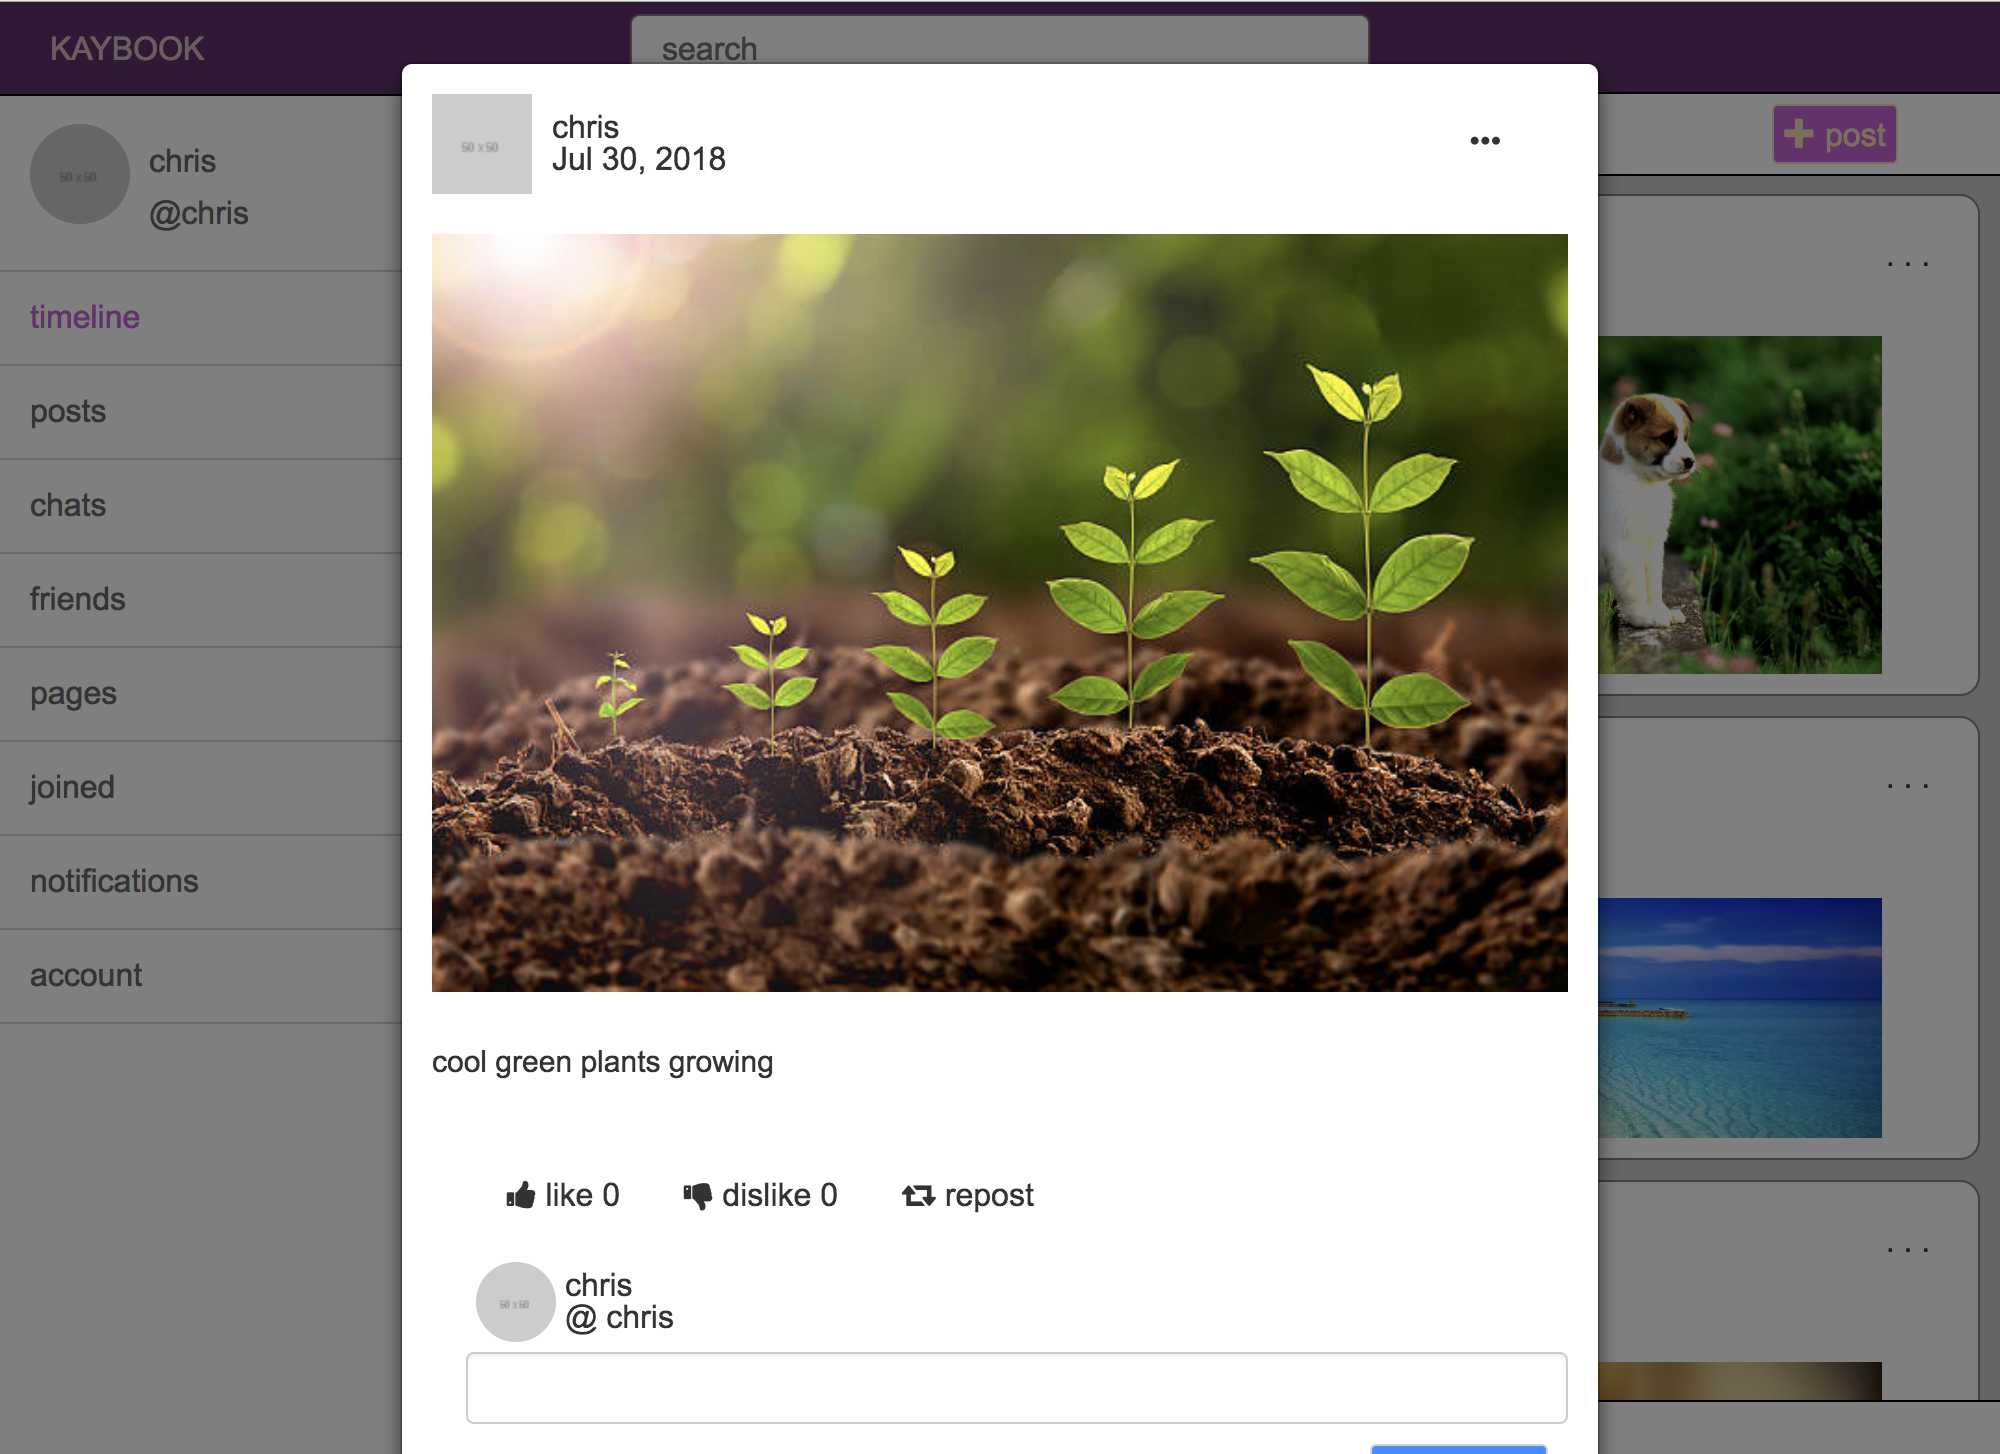 KAYBOOK
search
50 x 50
chris
@chris
timeline
posts
chats
friends
pages
joined
notifications
account
50 x 50
chris
Jul 30, 2018
cool green plants growing
like 0
dislike 0
repost
50 x 50
chris
@ chris
post